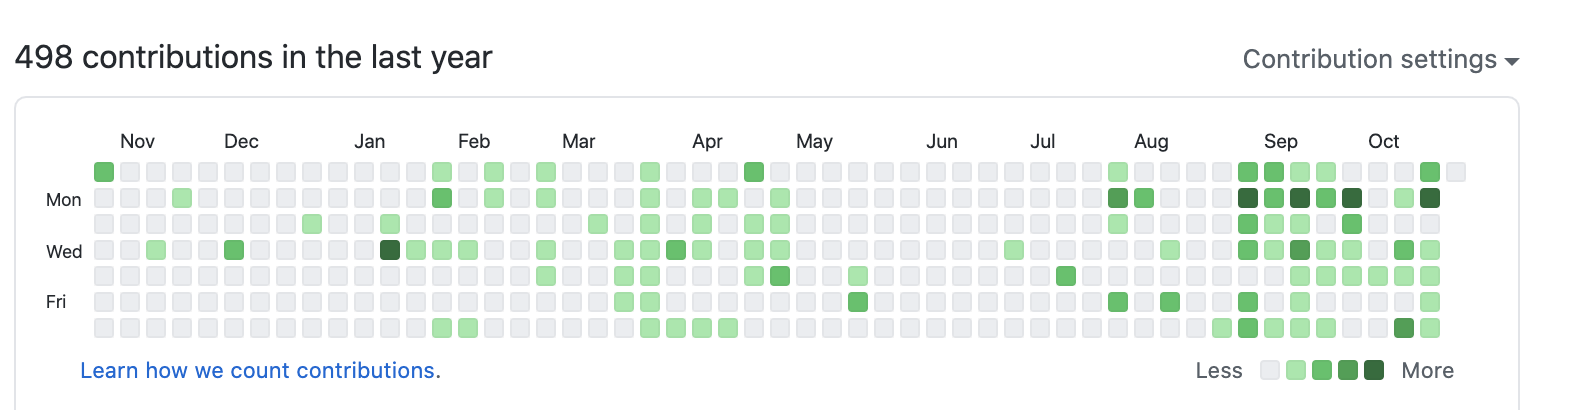 498 contributions in the last year
Contribution settings
Nov Dec Jan Feb Mar Apr May Jun Jul Aug Sep Oct
Mon
Wed
Fri
Learn how we count contributions.
Less More